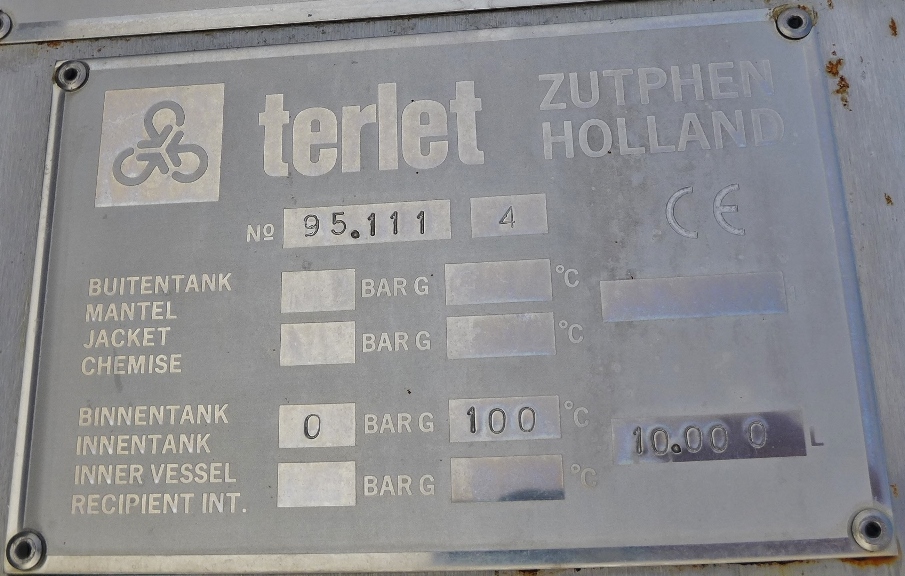 terlet ZUTPHEN
HOLLAND
No 95.111 4 CE
BUITENTANK BAR G °C
MANTEL
JACKET BAR G °C
CHEMISE
BINNENTANK 0 BAR G 100 °C
INNENTANK 10.000 L
INNER VESSEL BAR G °C
RECIPIENT INT.